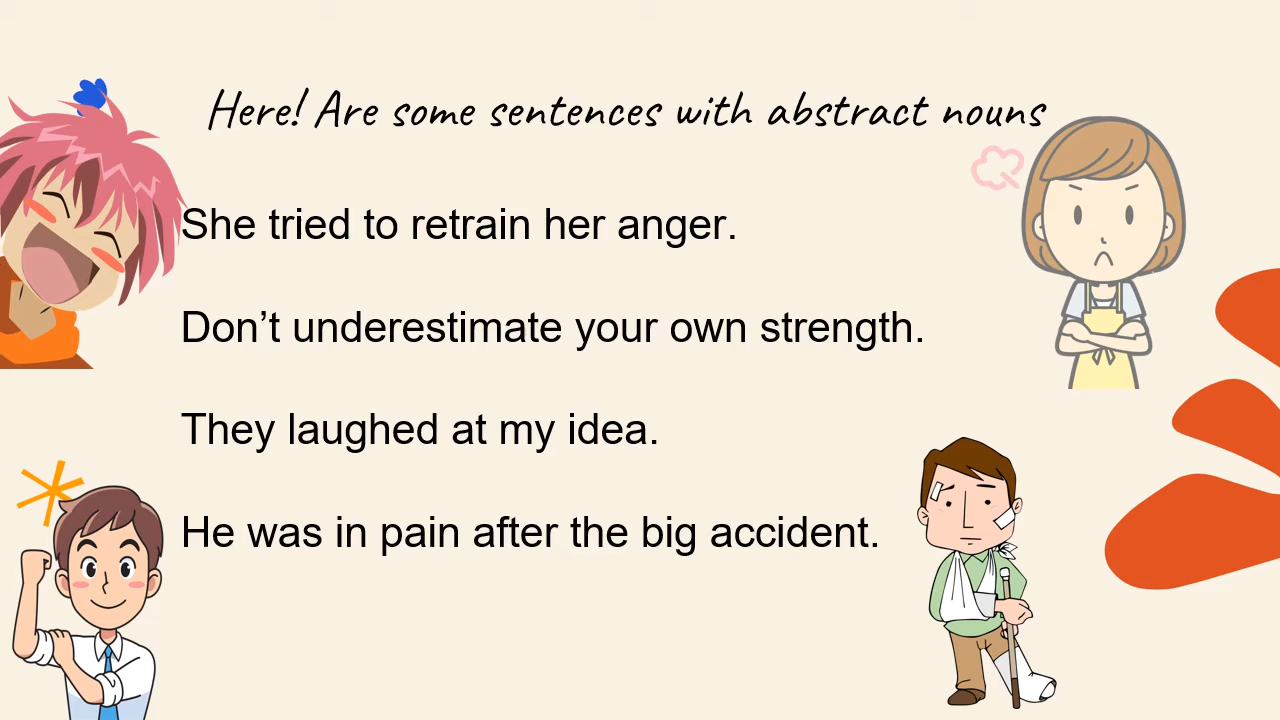 Here! Are some sentences with abstract nouns
She tried to retrain her anger.
Don’t underestimate your own strength.
They laughed at my idea.
He was in pain after the big accident.